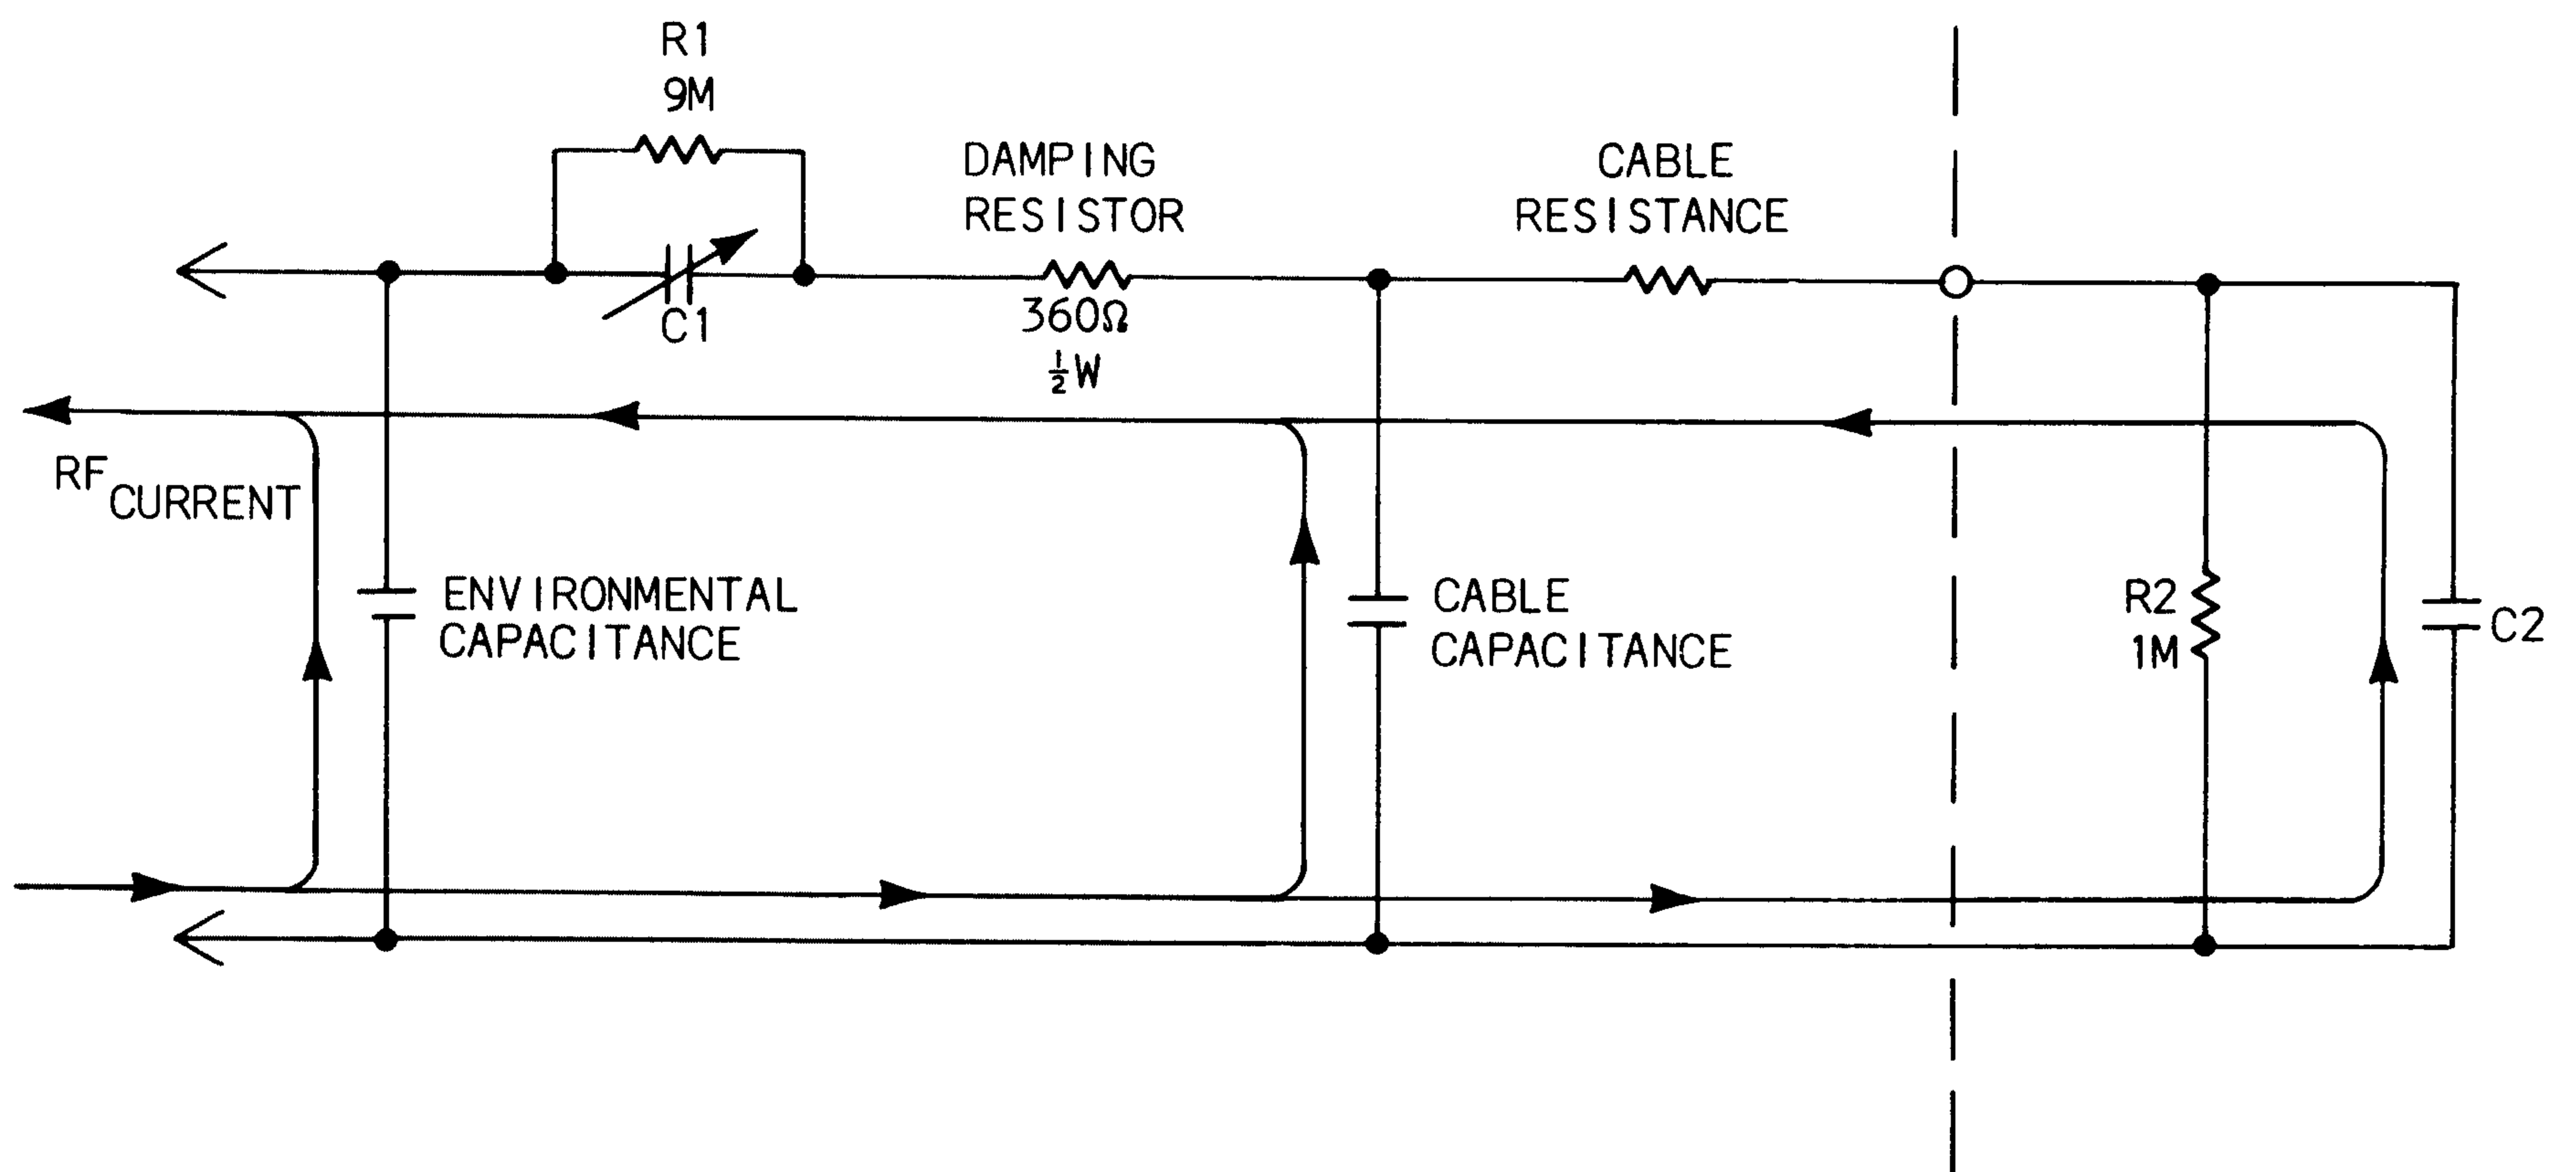 R1
9M
DAMPING
RESISTOR
CABLE
RESISTANCE
C1
360Ω
½W
RF CURRENT
ENVIRONMENTAL
CAPACITANCE
CABLE
CAPACITANCE
R2
1M
C2